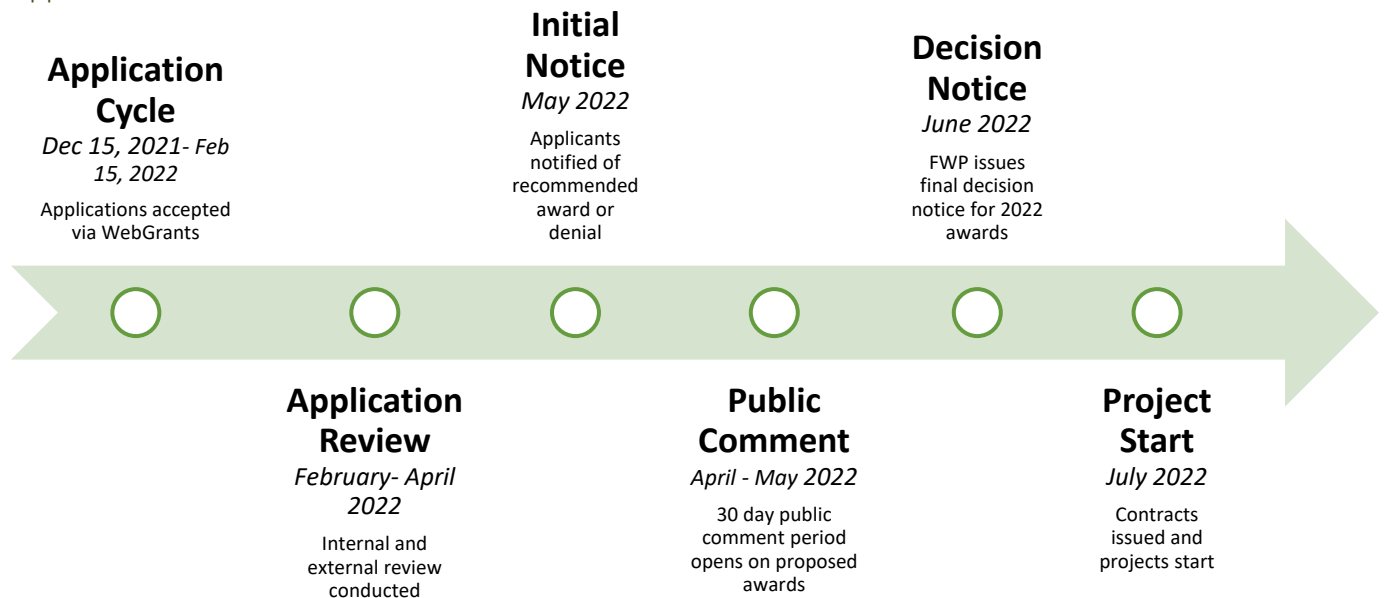 Application
Cycle
Dec 15, 2021- Feb
15, 2022
Applications accepted
via WebGrants
Application
Review
February- April
2022
Internal and
external review
conducted
Initial
Notice
May 2022
Applicants
notified of
recommended
award or
denial
Public
Comment
April - May 2022
30 day public
comment period
opens on proposed
awards
Decision
Notice
June 2022
FWP issues
final decision
notice for 2022
awards
Project
Start
July 2022
Contracts
issued and
projects start